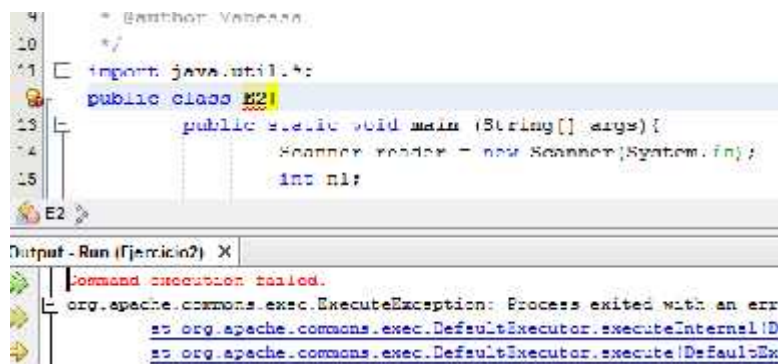 9 * @author Vanessa
10 */
11 import java.util.*;
public class E2{
13 public static void main (String[] args){
14 Scanner reader = new Scanner(System.in);
15 int n1;
E2
Output - Run (Ejercicio2) X
Command execution failed.
org.apache.commons.exec.ExecuteException: Process exited with an err
at org.apache.commons.exec.DefaultExecutor.executeInternal(D
at org.apache.commons.exec.DefaultExecutor.execute(DefaultEx